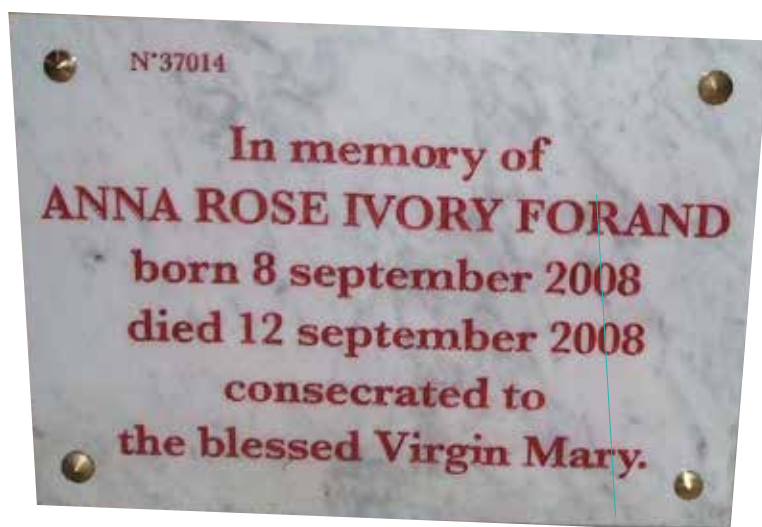 N°37014
In memory of
ANNA ROSE IVORY FORAND
born 8 september 2008
died 12 september 2008
consecrated to
the blessed Virgin Mary.